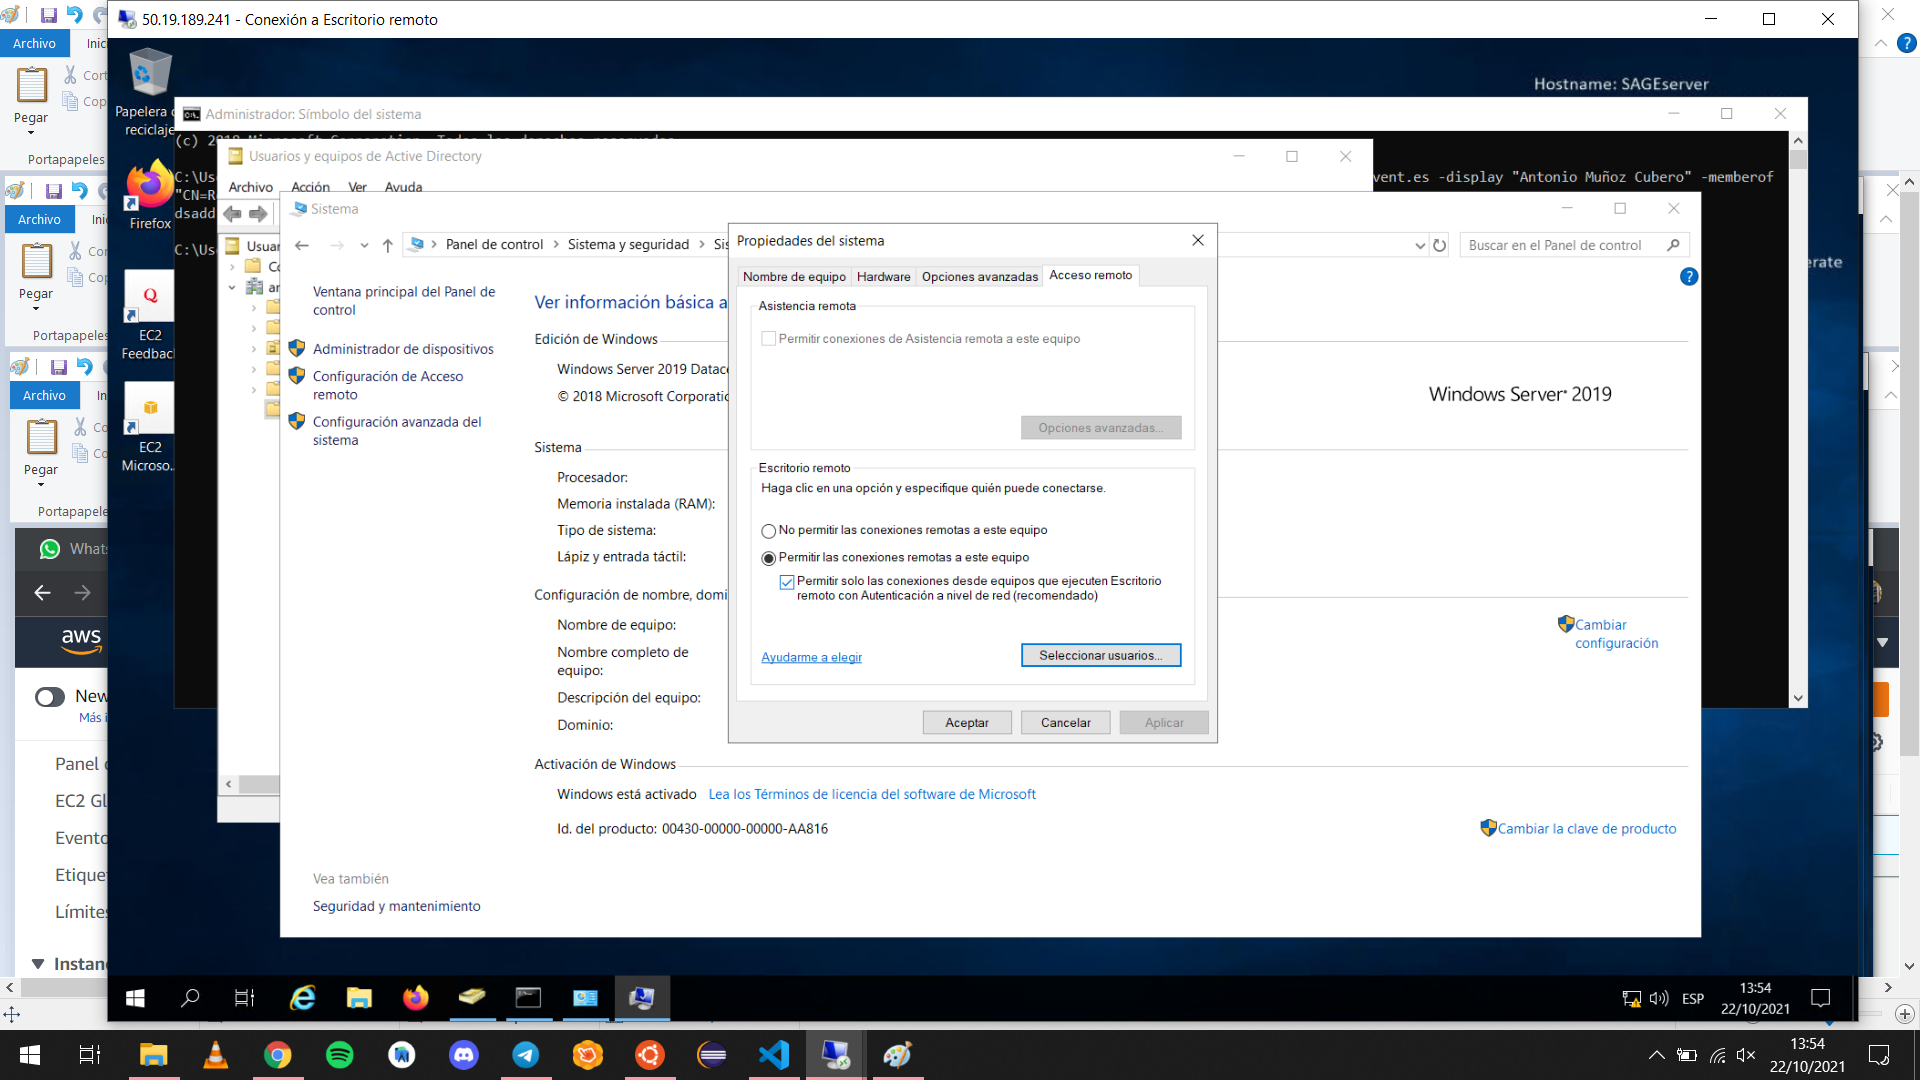 50.19.189.241 - Conexión a Escritorio remoto
Archivo
Inic
Pegar
Cort
Cop
Portapapeles
Archivo
Ini
Pegar
Co
Co
Portapapeles
Archivo
In
Pegar
Co
Co
Portapapeles
What
aws
New
Más i
Panel
EC2 Gl
Evento
Etique
Límites
Instan
Papelera
reciclaje
Firefox
EC2
Feedbac
EC2
Microso...
Hostname: SAGEserver
erate
Administrador: Símbolo del sistema
C:\Us
vent.es -display "Antonio Muñoz Cubero" -memberof
"CN=R
dsadd
C:\Us
Usuarios y equipos de Active Directory
Archivo Acción Ver Ayuda
Usuar
Sistema
Panel de control > Sistema y seguridad > Sis
Buscar en el Panel de control
Ventana principal del Panel de
control
Administrador de dispositivos
Configuración de Acceso
remoto
Configuración avanzada del
sistema
Vea también
Seguridad y mantenimiento
Ver información básica a
Edición de Windows
Windows Server 2019 Datace
© 2018 Microsoft Corporatio
Windows Server 2019
Sistema
Procesador:
Memoria instalada (RAM):
Tipo de sistema:
Lápiz y entrada táctil:
Configuración de nombre, domi
Nombre de equipo:
Nombre completo de
equipo:
Descripción del equipo:
Dominio:
Cambiar
configuración
Activación de Windows
Windows está activado Lea los Términos de licencia del software de Microsoft
Id. del producto: 00430-00000-00000-AA816
Cambiar la clave de producto
Propiedades del sistema
Nombre de equipo Hardware Opciones avanzadas Acceso remoto
Asistencia remota
Permitir conexiones de Asistencia remota a este equipo
Opciones avanzadas...
Escritorio remoto
Haga clic en una opción y especifique quién puede conectarse.
No permitir las conexiones remotas a este equipo
Permitir las conexiones remotas a este equipo
Permitir solo las conexiones desde equipos que ejecuten Escritorio
remoto con Autenticación a nivel de red (recomendado)
Ayudarme a elegir
Seleccionar usuarios...
Aceptar Cancelar Aplicar
ESP
13:54
22/10/2021
13:54
22/10/2021